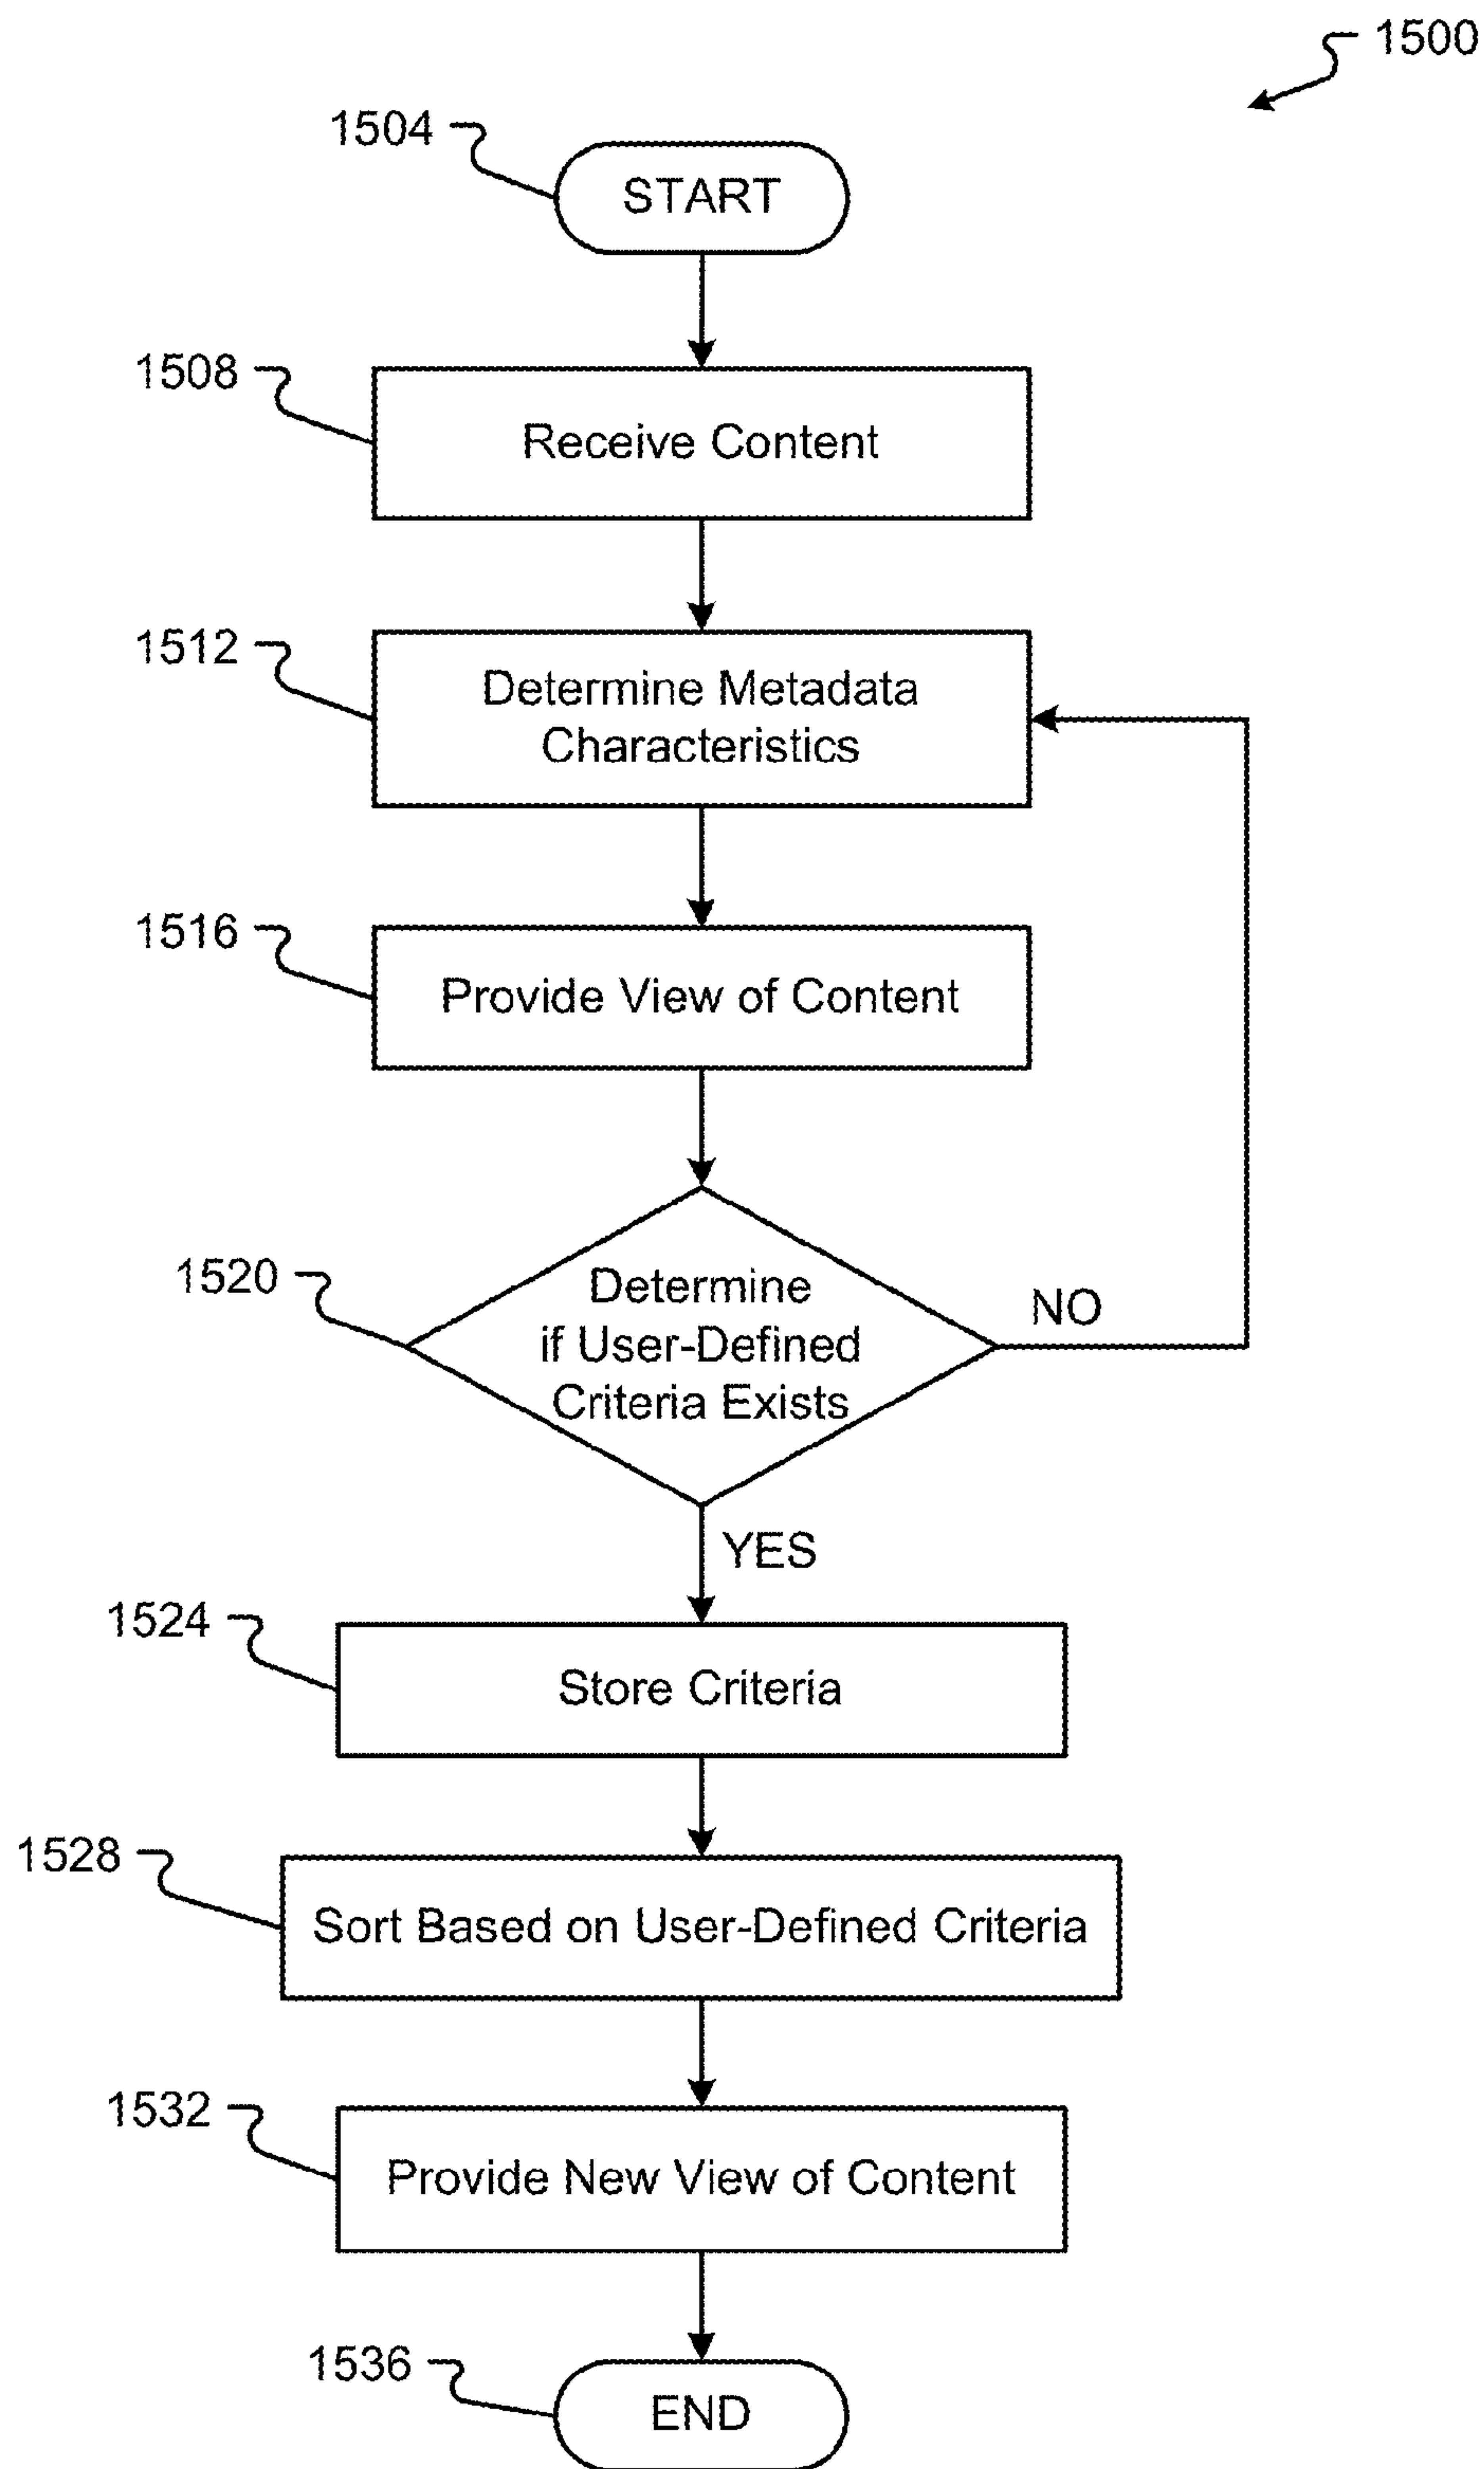 1500
1504
START
1508
Receive Content
1512
Determine Metadata
Characteristics
1516
Provide View of Content
1520
Determine
if User-Defined
Criteria Exists
NO
YES
1524
Store Criteria
1528
Sort Based on User-Defined Criteria
1532
Provide New View of Content
1536
END